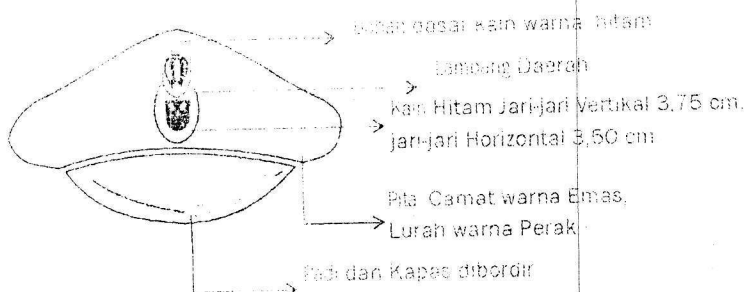 Bahan dasar kain warna hitam
Lambang Daerah
Kain Hitam Jari-jari Vertikal 3,75 cm,
jari-jari Horizontal 3,50 cm
Pita Camat warna Emas,
Lurah warna Perak
Padi dan Kapas dibordir